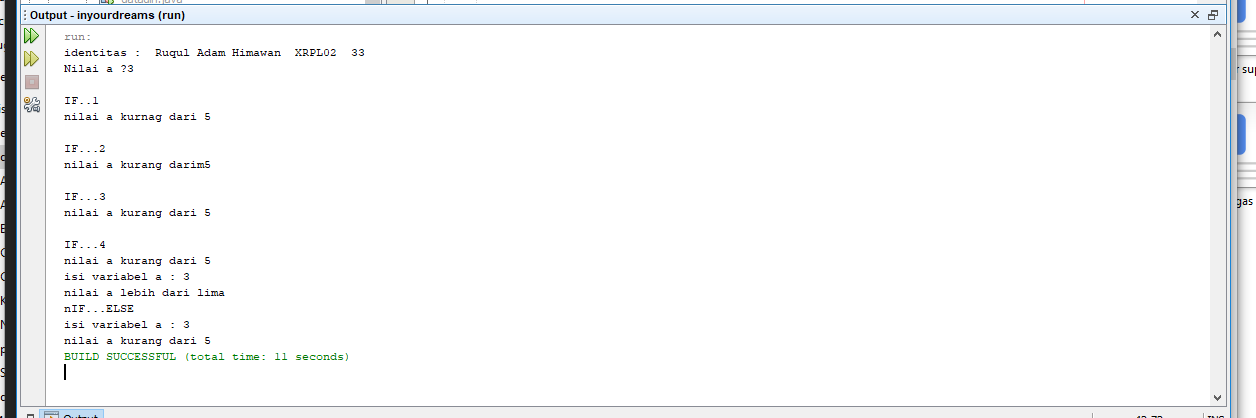 Output - inyourdreams (run)
run:
identitas :  Ruqul Adam Himawan  XRPL02  33
Nilai a ?3
IF..1
nilai a kurnag dari 5
IF...2
nilai a kurang darim5
IF...3
nilai a kurang dari 5
IF...4
nilai a kurang dari 5
isi variabel a : 3
nilai a lebih dari lima
nIF...ELSE
isi variabel a : 3
nilai a kurang dari 5
BUILD SUCCESSFUL (total time: 11 seconds)
Output